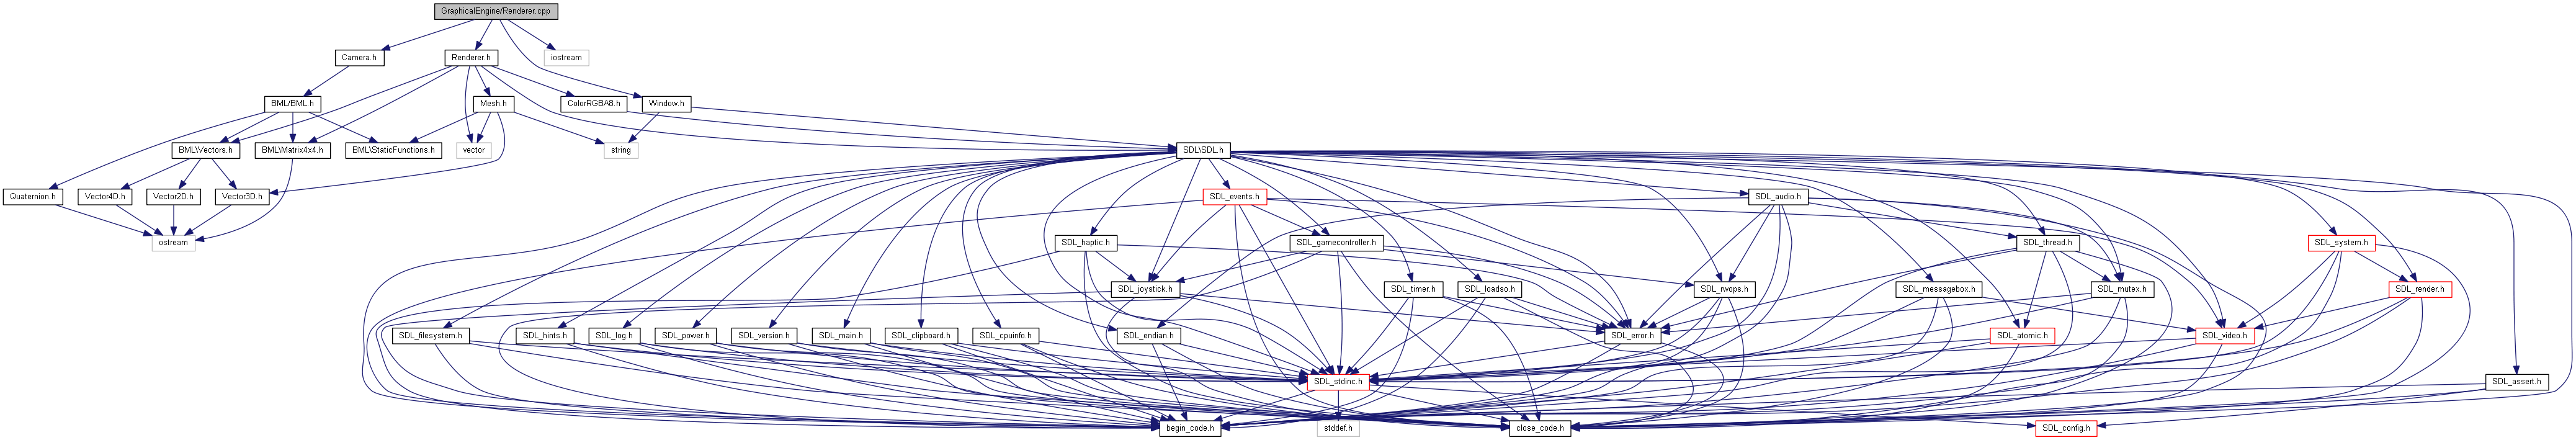 GraphicalEngine/Renderer.cpp
Camera.h
Renderer.h
iostream
BML/BML.h
Mesh.h
ColorRGBA8.h
Window.h
BML\Vectors.h
BML\Matrix4x4.h
BML\StaticFunctions.h
vector
string
SDL\SDL.h
Quaternion.h
Vector4D.h
Vector2D.h
Vector3D.h
SDL_events.h
SDL_audio.h
ostream
SDL_haptic.h
SDL_gamecontroller.h
SDL_thread.h
SDL_system.h
SDL_joystick.h
SDL_timer.h
SDL_loadso.h
SDL_rwops.h
SDL_messagebox.h
SDL_mutex.h
SDL_render.h
SDL_filesystem.h
SDL_hints.h
SDL_log.h
SDL_power.h
SDL_version.h
SDL_main.h
SDL_clipboard.h
SDL_cpuinfo.h
SDL_endian.h
SDL_error.h
SDL_atomic.h
SDL_video.h
SDL_stdinc.h
SDL_assert.h
begin_code.h
stddef.h
close_code.h
SDL_config.h